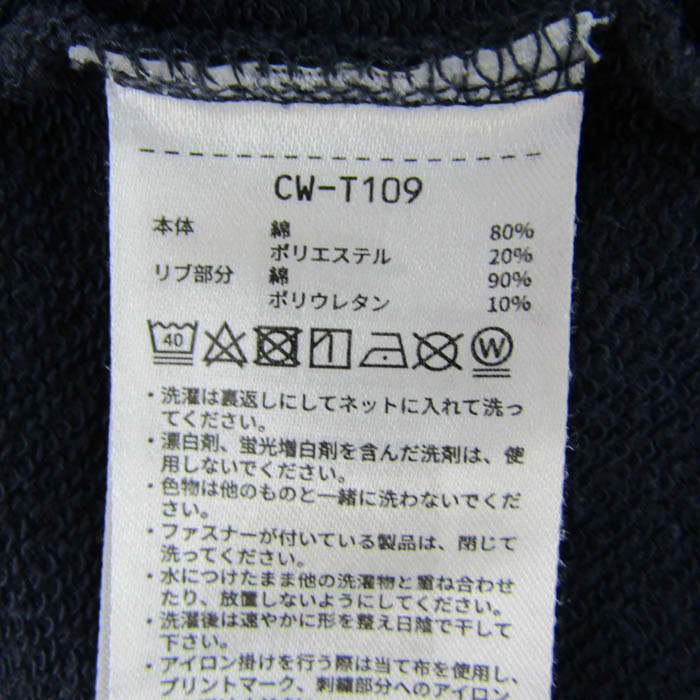 CW-T109
本体 綿 80%
ポリエステル 20%
リブ部分 綿 90%
ポリウレタン 10%
40 W
・洗濯は裏返しにしてネットに入れて洗っ
てください。
・漂白剤、蛍光増白剤を含んだ洗剤は、使
用しないでください。
・色物は他のものと一緒に洗わないでくだ
さい。
・ファスナーが付いている製品は、閉じて
洗ってください。
・水につけたまま他の洗濯物と重ね合わせ
たり、放置しないようにしてください。
・洗濯後は速やかに形を整え日陰で干して
下さい。
・アイロン掛けを行う際は当て布を使用し、
プリントマーク、刺繍部分へのアイロン